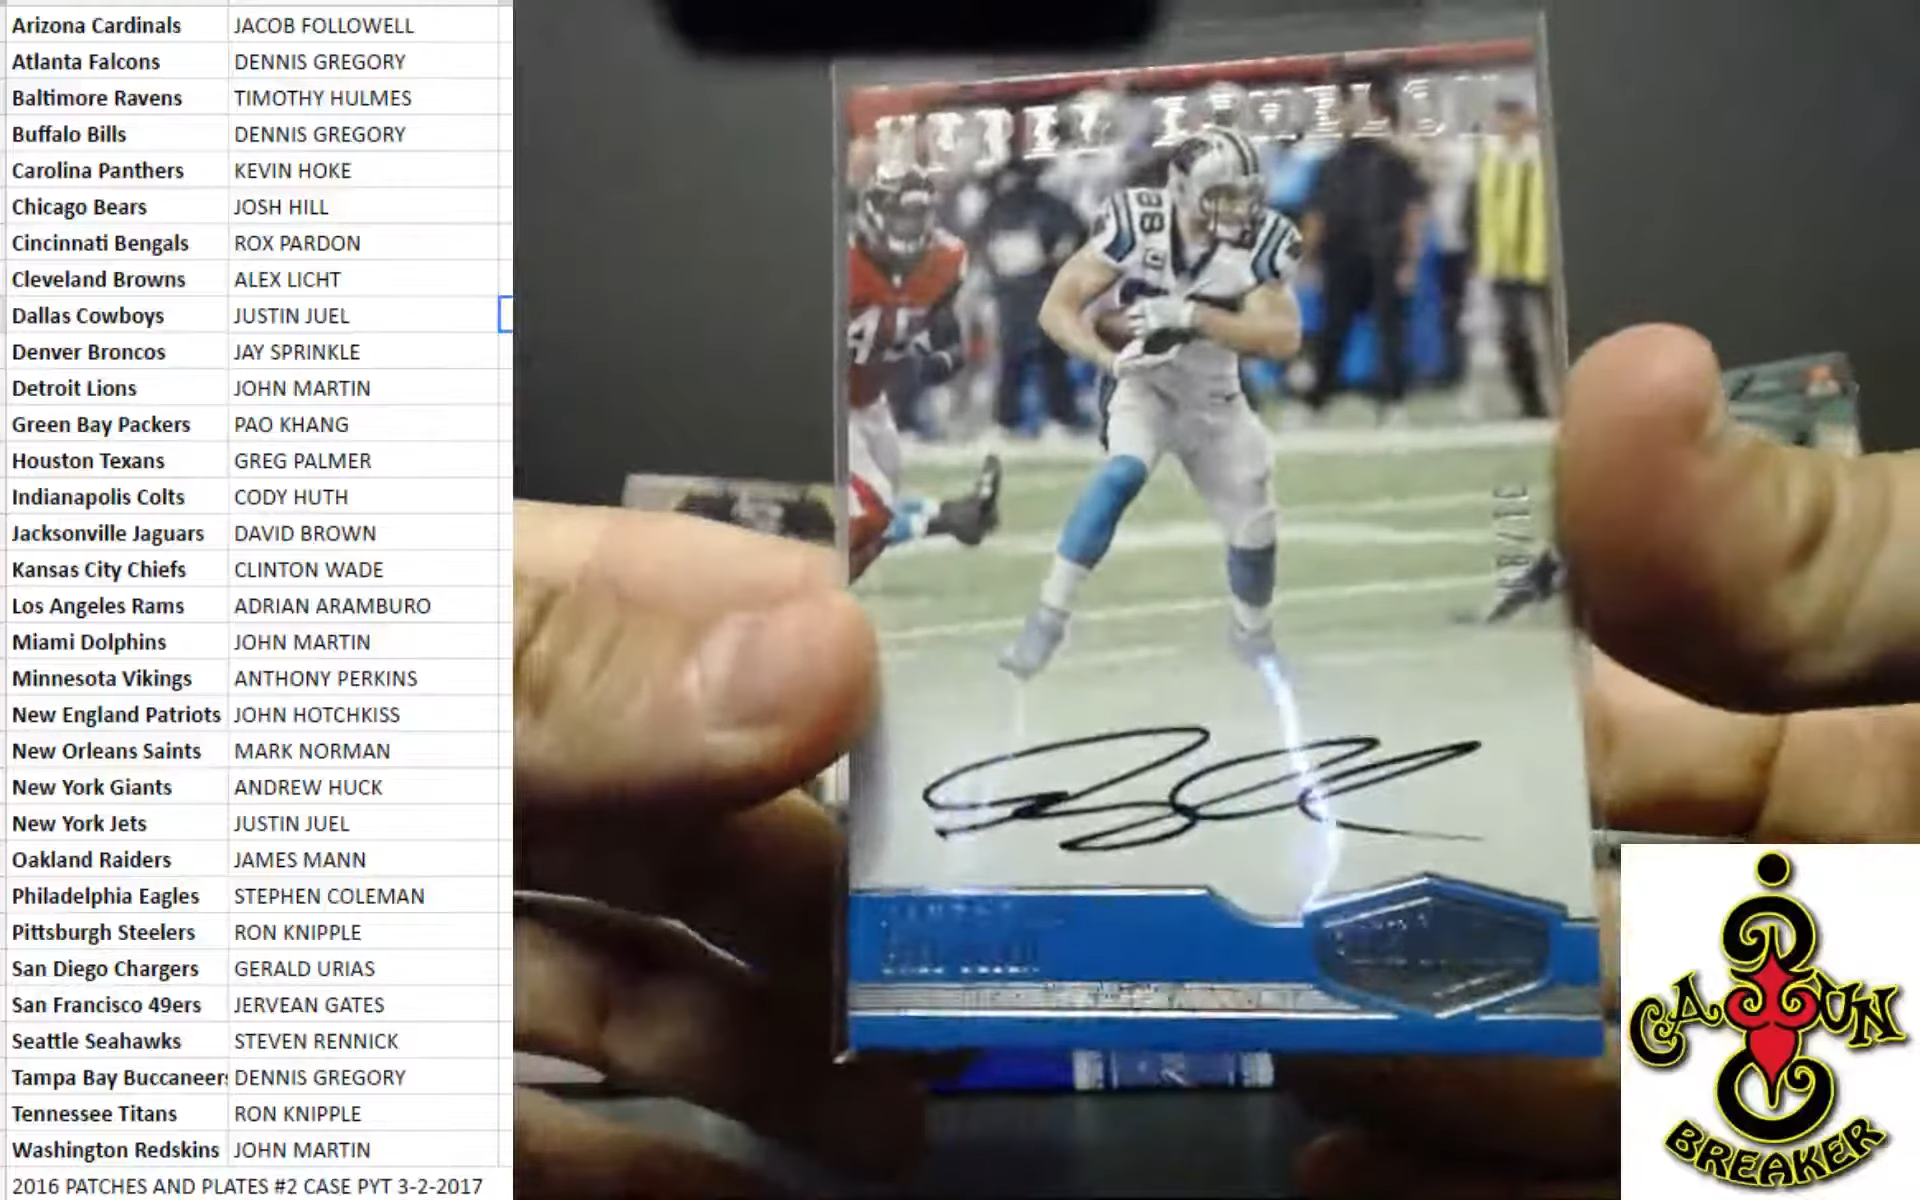 Arizona Cardinals JACOB FOLLOWELL
Atlanta Falcons DENNIS GREGORY
Baltimore Ravens TIMOTHY HULMES
Buffalo Bills DENNIS GREGORY
Carolina Panthers KEVIN HOKE
Chicago Bears JOSH HILL
Cincinnati Bengals ROX PARDON
Cleveland Browns ALEX LICHT
Dallas Cowboys JUSTIN JUEL
Denver Broncos JAY SPRINKLE
Detroit Lions JOHN MARTIN
Green Bay Packers PAO KHANG
Houston Texans GREG PALMER
Indianapolis Colts CODY HUTH
Jacksonville Jaguars DAVID BROWN
Kansas City Chiefs CLINTON WADE
Los Angeles Rams ADRIAN ARAMBURO
Miami Dolphins JOHN MARTIN
Minnesota Vikings ANTHONY PERKINS
New England Patriots JOHN HOTCHKISS
New Orleans Saints MARK NORMAN
New York Giants ANDREW HUCK
New York Jets JUSTIN JUEL
Oakland Raiders JAMES MANN
Philadelphia Eagles STEPHEN COLEMAN
Pittsburgh Steelers RON KNIPPLE
San Diego Chargers GERALD URIAS
San Francisco 49ers JERVEAN GATES
Seattle Seahawks STEVEN RENNICK
Tampa Bay Buccaneers DENNIS GREGORY
Tennessee Titans RON KNIPPLE
Washington Redskins JOHN MARTIN
2016 PATCHES AND PLATES #2 CASE PYT 3-2-2017
88
45
CAJUN
BREAKER